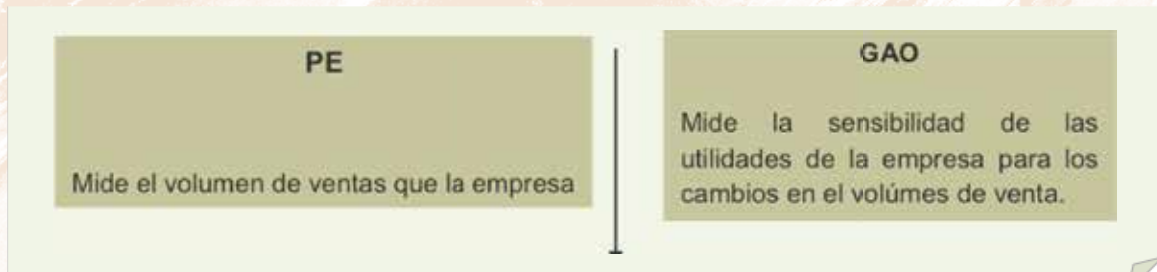 PE
Mide el volumen de ventas que la empresa
GAO
Mide la sensibilidad de las
utilidades de la empresa para los
cambios en el volúmes de venta.